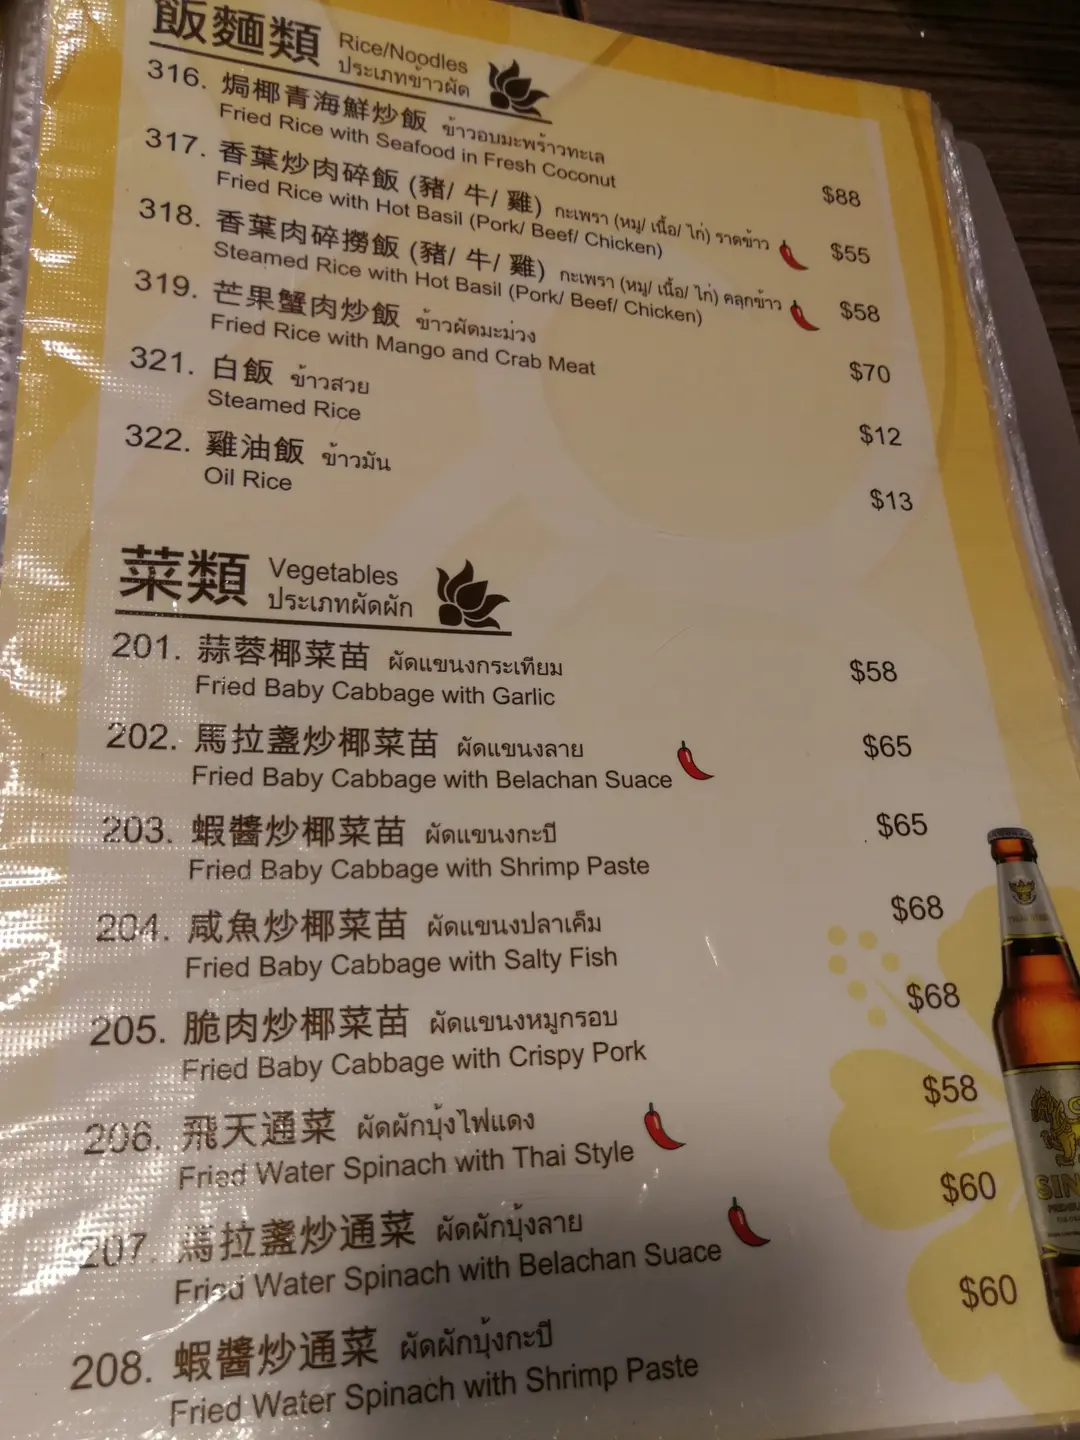 飯麵類 Rice/Noodles
ประเภทข้าวผัด
316. 焗椰青海鮮炒飯 ข้าวอบมะพร้าวทะเล
Fried Rice with Seafood in Fresh Coconut $88
317. 香葉炒肉碎飯 (豬/ 牛/ 雞) กะเพรา (หมู/ เนื้อ/ ไก่) ราดข้าว
Fried Rice with Hot Basil (Pork/ Beef/ Chicken) $55
318. 香葉肉碎撈飯 (豬/ 牛/ 雞) กะเพรา (หมู/ เนื้อ/ ไก่) คลุกข้าว
Steamed Rice with Hot Basil (Pork/ Beef/ Chicken) $58
319. 芒果蟹肉炒飯 ข้าวผัดมะม่วง
Fried Rice with Mango and Crab Meat $70
321. 白飯 ข้าวสวย
Steamed Rice $12
322. 雞油飯 ข้าวมัน
Oil Rice $13
菜類 Vegetables
ประเภทผัดผัก
201. 蒜蓉椰菜苗 ผัดแขนงกระเทียม $58
Fried Baby Cabbage with Garlic
202. 馬拉盞炒椰菜苗 ผัดแขนงลาย $65
Fried Baby Cabbage with Belachan Suace
203. 蝦醬炒椰菜苗 ผัดแขนงกะปิ $65
Fried Baby Cabbage with Shrimp Paste
204. 咸魚炒椰菜苗 ผัดแขนงปลาเค็ม $68
Fried Baby Cabbage with Salty Fish
205. 脆肉炒椰菜苗 ผัดแขนงหมูกรอบ $68
Fried Baby Cabbage with Crispy Pork
206. 飛天通菜 ผัดผักบุ้งไฟแดง $58
Fried Water Spinach with Thai Style
207. 馬拉盞炒通菜 ผัดผักบุ้งลาย $60
Fried Water Spinach with Belachan Suace
208. 蝦醬炒通菜 ผัดผักบุ้งกะปิ $60
Fried Water Spinach with Shrimp Paste